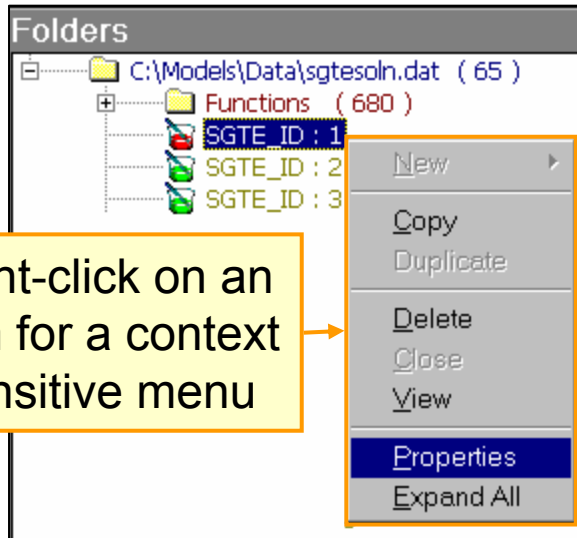 Folders
C:\Models\Data\sgtesoln.dat ( 65 )
Functions ( 680 )
SGTE_ID : 1
SGTE_ID : 2
SGTE_ID : 3
New
Copy
Duplicate
Delete
Close
View
Properties
Expand All
nt-click on an
for a context
nsitive menu